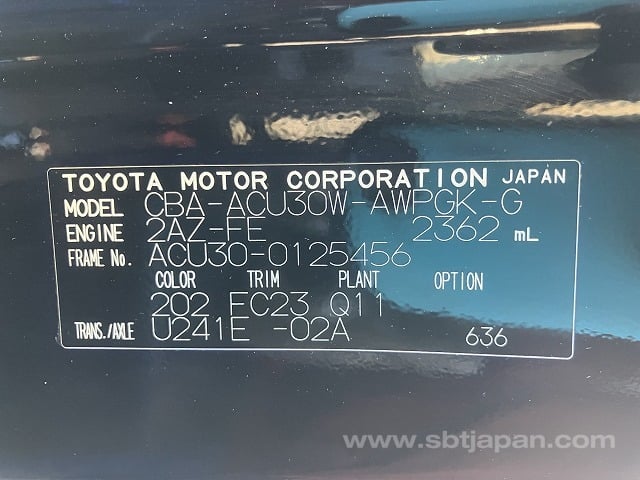 TOYOTA MOTOR CORPORATION JAPAN
MODEL CBA-ACU30W-AWPGK-G
ENGINE 2AZ-FE 2362 mL
FRAME No. ACU30-0125456
COLOR TRIM PLANT OPTION
202 FC23 Q11
TRANS./AXLE U241E -02A 636
www.sbtjapan.com